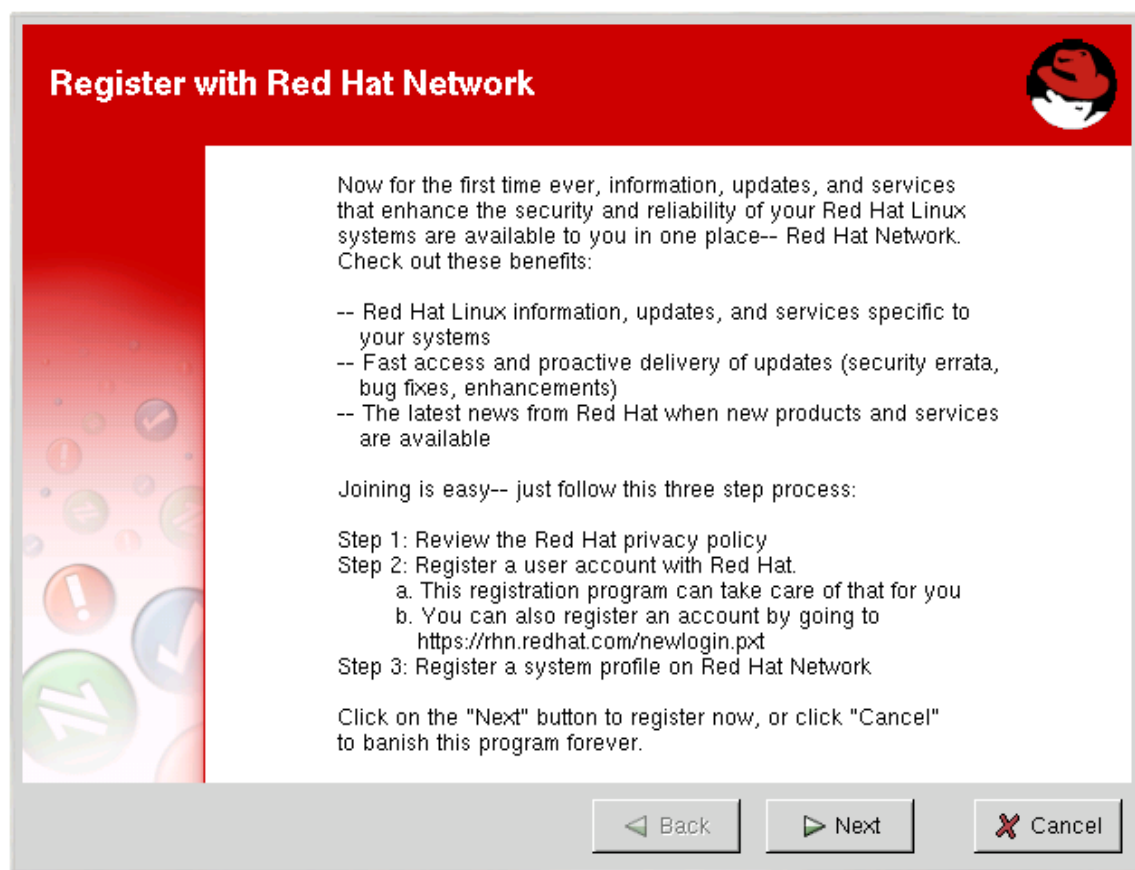 Register with Red Hat Network
Now for the first time ever, information, updates, and services
that enhance the security and reliability of your Red Hat Linux
systems are available to you in one place-- Red Hat Network.
Check out these benefits:
-- Red Hat Linux information, updates, and services specific to
your systems
-- Fast access and proactive delivery of updates (security errata,
bug fixes, enhancements)
-- The latest news from Red Hat when new products and services
are available
Joining is easy-- just follow this three step process:
Step 1: Review the Red Hat privacy policy
Step 2: Register a user account with Red Hat.
a. This registration program can take care of that for you
b. You can also register an account by going to
https://rhn.redhat.com/newlogin.pxt
Step 3: Register a system profile on Red Hat Network
Click on the "Next" button to register now, or click "Cancel"
to banish this program forever.
Back Next Cancel